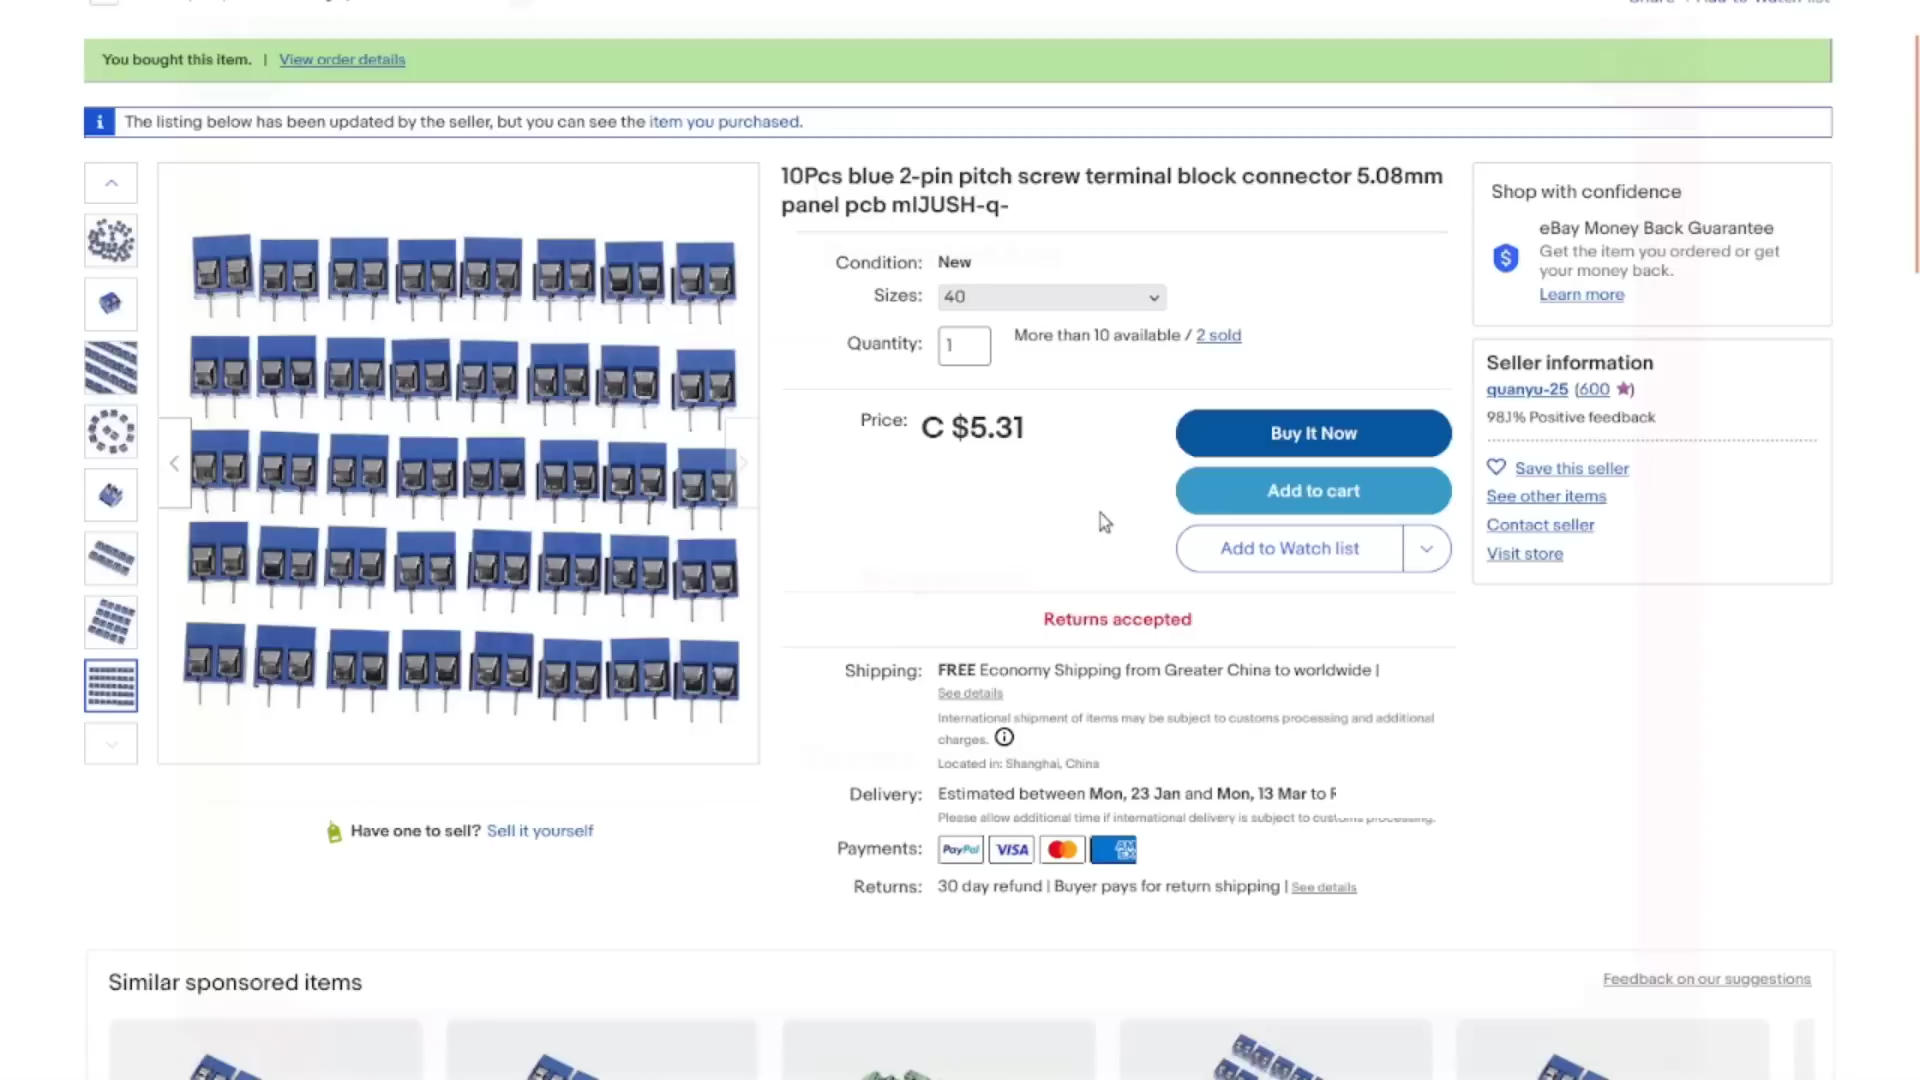 You bought this item. | View order details
i The listing below has been updated by the seller, but you can see the item you purchased.
10Pcs blue 2-pin pitch screw terminal block connector 5.08mm
panel pcb mlJUSH-q-
Condition: New
Sizes: 40
Quantity: 1 More than 10 available / 2 sold
Price: C $5.31
Buy It Now
Add to cart
Add to Watch list
Returns accepted
Shipping: FREE Economy Shipping from Greater China to worldwide |
See details
International shipment of items may be subject to customs processing and additional
charges.
Located in: Shanghai, China
Delivery: Estimated between Mon, 23 Jan and Mon, 13 Mar to
Please allow additional time if international delivery is subject to customs processing.
Payments: PayPal VISA AM EX
Returns: 30 day refund | Buyer pays for return shipping | See details
Shop with confidence
eBay Money Back Guarantee
Get the item you ordered or get
your money back.
Learn more
Seller information
quanyu-25 (600)
98.1% Positive feedback
Save this seller
See other items
Contact seller
Visit store
Have one to sell? Sell it yourself
Similar sponsored items
Feedback on our suggestions